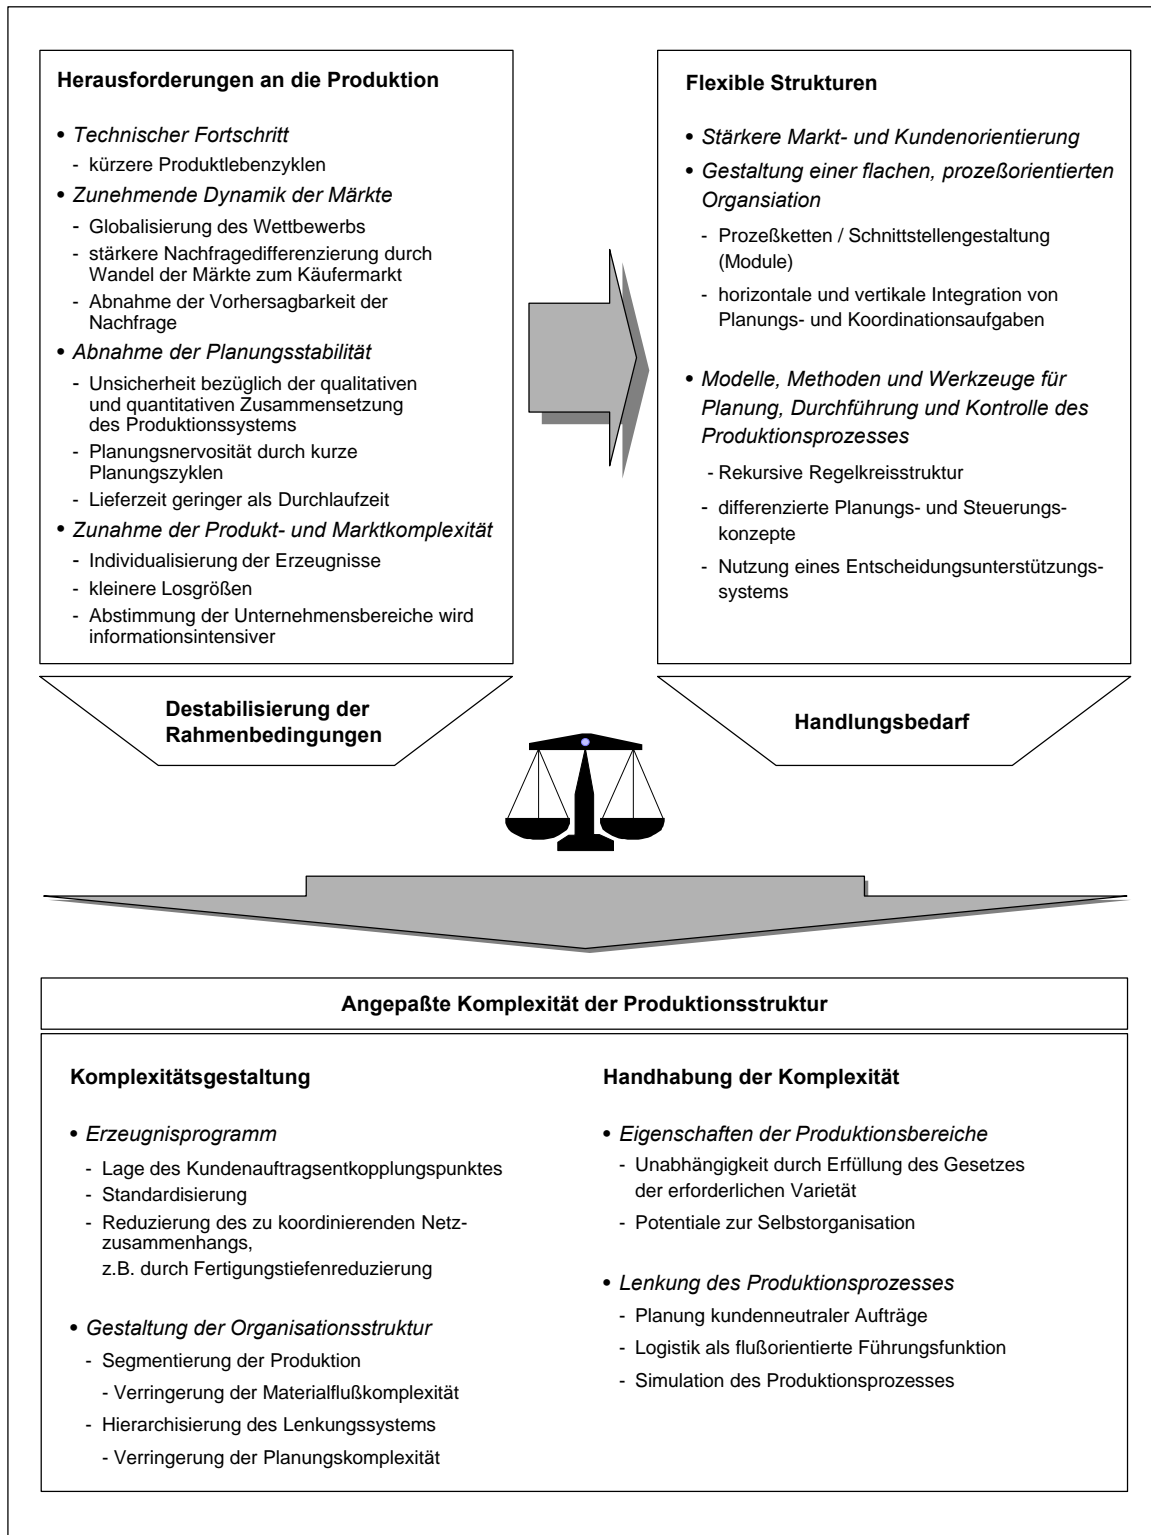 Herausforderungen an die Produktion
• Technischer Fortschritt
- kürzere Produktlebenzyklen
• Zunehmende Dynamik der Märkte
- Globalisierung des Wettbewerbs
- stärkere Nachfragedifferenzierung durch
Wandel der Märkte zum Käufermarkt
- Abnahme der Vorhersagbarkeit der
Nachfrage
• Abnahme der Planungsstabilität
- Unsicherheit bezüglich der qualitativen
und quantitativen Zusammensetzung
des Produktionssystems
- Planungsnervosität durch kurze
Planungszyklen
- Lieferzeit geringer als Durchlaufzeit
• Zunahme der Produkt- und Marktkomplexität
- Individualisierung der Erzeugnisse
- kleinere Losgrößen
- Abstimmung der Unternehmensbereiche wird
informationsintensiver
Destabilisierung der
Rahmenbedingungen
Flexible Strukturen
• Stärkere Markt- und Kundenorientierung
• Gestaltung einer flachen, prozeßorientierten
Organsiation
- Prozeßketten / Schnittstellengestaltung
(Module)
- horizontale und vertikale Integration von
Planungs- und Koordinationsaufgaben
• Modelle, Methoden und Werkzeuge für
Planung, Durchführung und Kontrolle des
Produktionsprozesses
- Rekursive Regelkreisstruktur
- differenzierte Planungs- und Steuerungs-
konzepte
- Nutzung eines Entscheidungsunterstützungs-
systems
Handlungsbedarf
Angepaßte Komplexität der Produktionsstruktur
Komplexitätsgestaltung
• Erzeugnisprogramm
- Lage des Kundenauftragsentkopplungspunktes
- Standardisierung
- Reduzierung des zu koordinierenden Netz-
zusammenhangs,
z.B. durch Fertigungstiefenreduzierung
• Gestaltung der Organisationsstruktur
- Segmentierung der Produktion
- Verringerung der Materialflußkomplexität
- Hierarchisierung des Lenkungssystems
- Verringerung der Planungskomplexität
Handhabung der Komplexität
• Eigenschaften der Produktionsbereiche
- Unabhängigkeit durch Erfüllung des Gesetzes
der erforderlichen Varietät
- Potentiale zur Selbstorganisation
• Lenkung des Produktionsprozesses
- Planung kundenneutraler Aufträge
- Logistik als flußorientierte Führungsfunktion
- Simulation des Produktionsprozesses